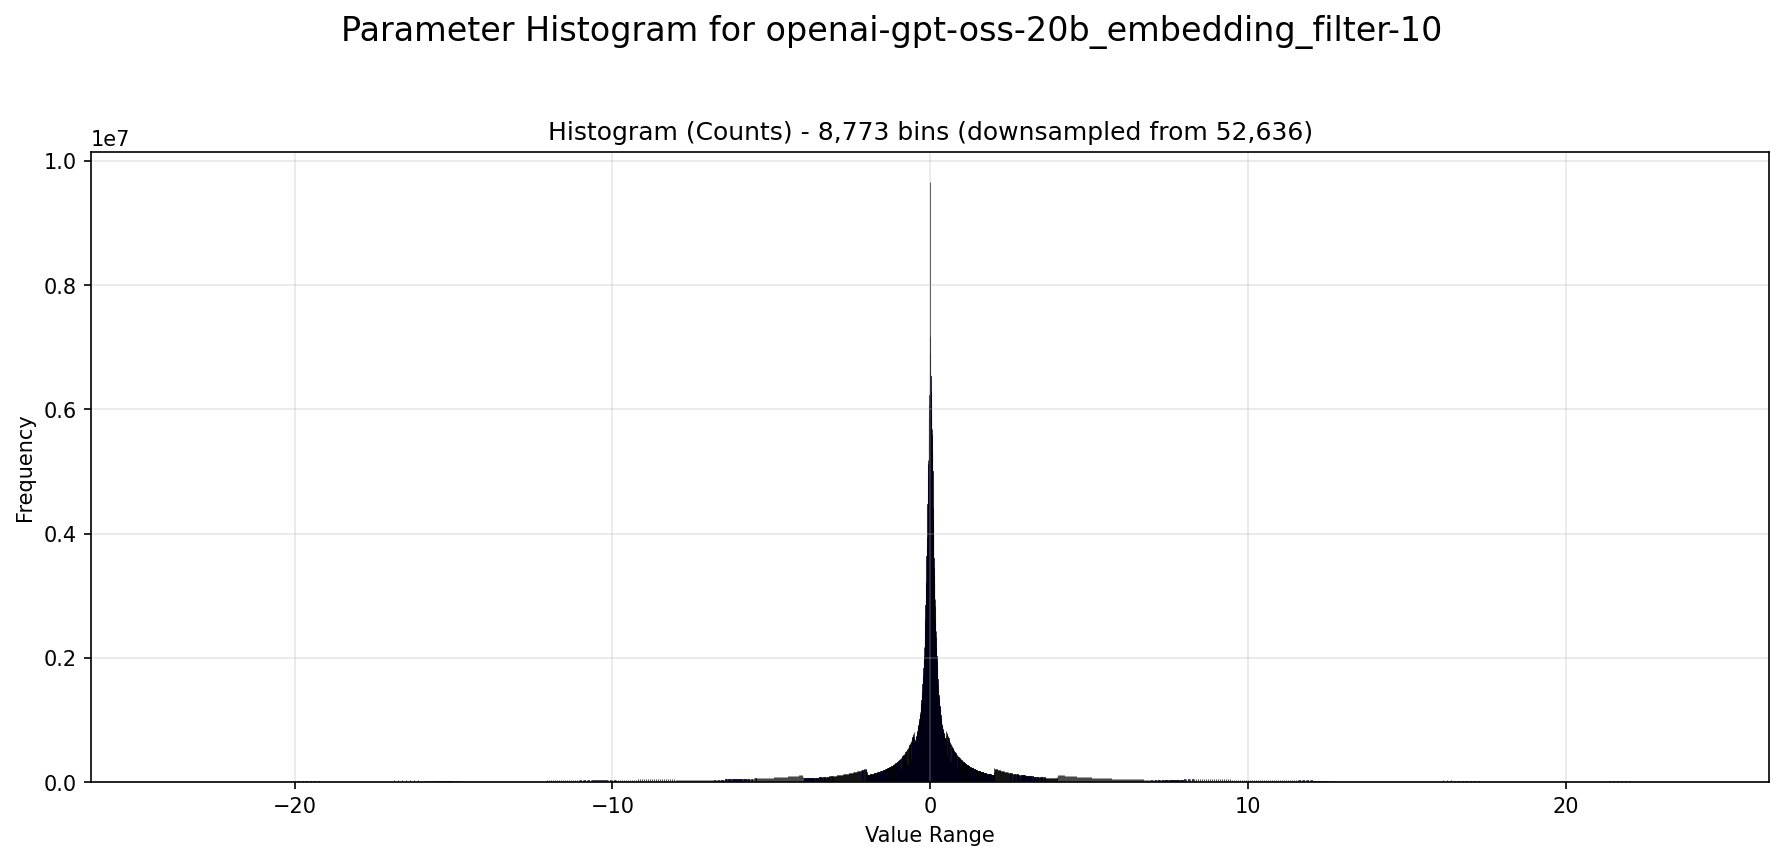 Parameter Histogram for openai-gpt-oss-20b_embedding_filter-10
Histogram (Counts) - 8,773 bins (downsampled from 52,636)
1e7
1.0
0.8
0.6
0.4
0.2
0.0
Frequency
−20
−10
0
10
20
Value Range